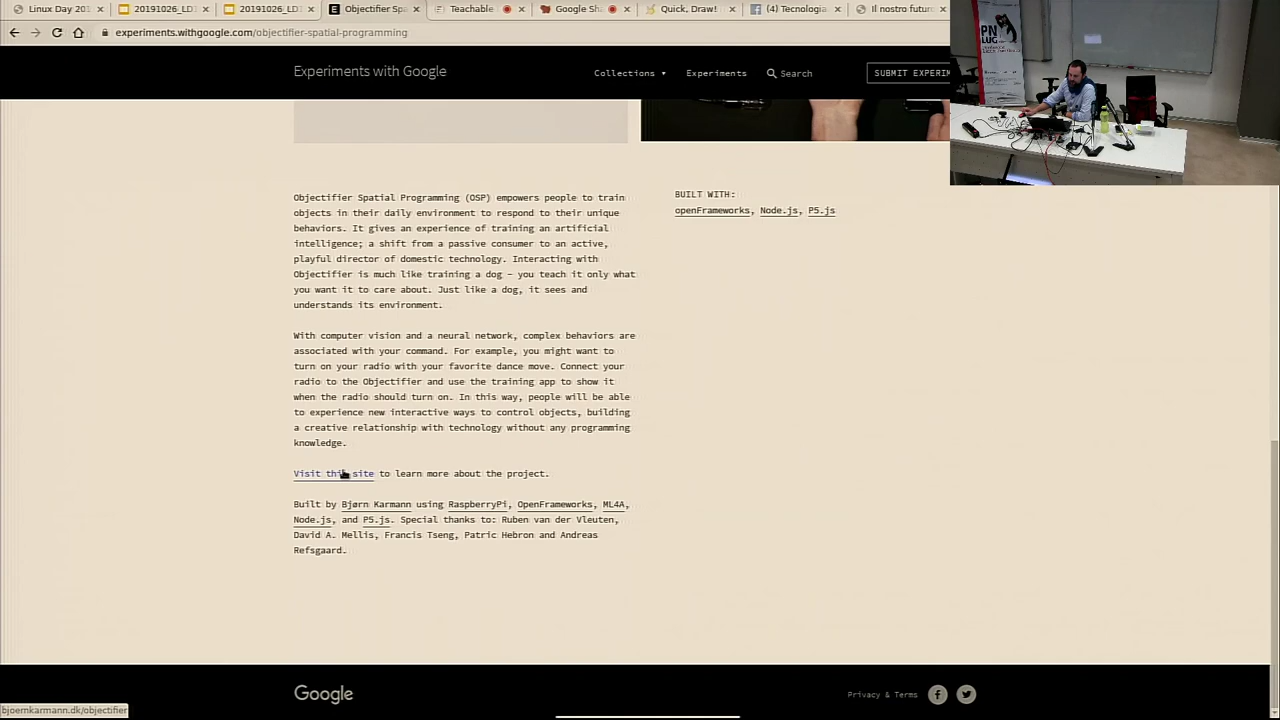 Linux Day 201
20191026_LD
20191026_LD
Objectifier Spa
Teachable
Google Sha
Quick, Draw!
(4) Tecnologia
Il nostro futur
experiments.withgoogle.com/objectifier-spatial-programming
Experiments with Google
Collections
Experiments
Search
SUBMIT EXPERIM
PN
LUG
Objectifier Spatial Programming (OSP) empowers people to train
objects in their daily environment to respond to their unique
behaviors. It gives an experience of training an artificial
intelligence; a shift from a passive consumer to an active,
playful director of domestic technology. Interacting with
Objectifier is much like training a dog – you teach it only what
you want it to care about. Just like a dog, it sees and
understands its environment.
With computer vision and a neural network, complex behaviors are
associated with your command. For example, you might want to
turn on your radio with your favorite dance move. Connect your
radio to the Objectifier and use the training app to show it
when the radio should turn on. In this way, people will be able
to experience new interactive ways to control objects, building
a creative relationship with technology without any programming
knowledge.
Visit this site to learn more about the project.
Built by Bjørn Karmann using RaspberryPi, OpenFrameworks, ML4A,
Node.js, and P5.js. Special thanks to: Ruben van der Vleuten,
David A. Mellis, Francis Tseng, Patric Hebron and Andreas
Refsgaard.
BUILT WITH:
openFrameworks, Node.js, P5.js
Google
Privacy & Terms
bjoernkarmann.dk/objectifier